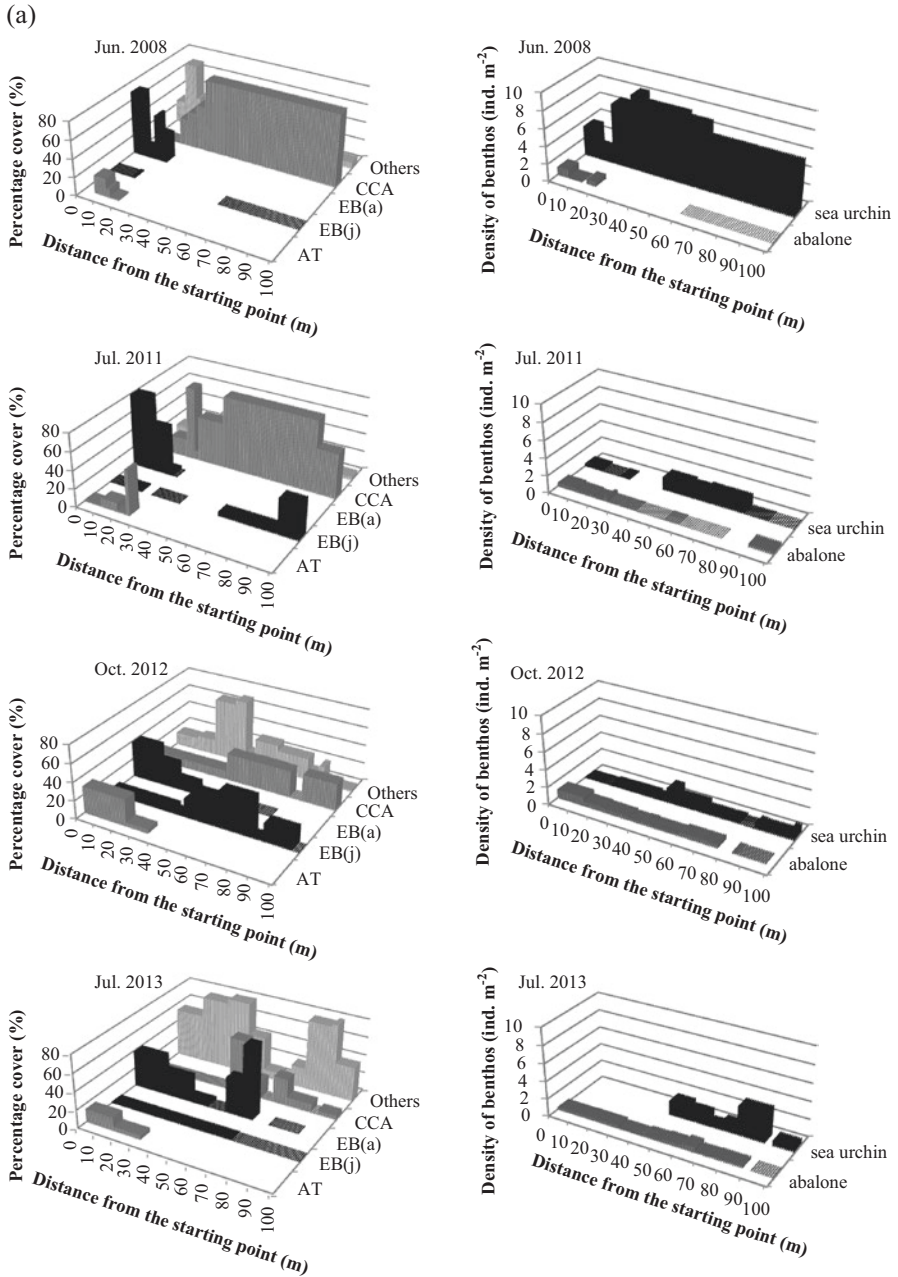 (a)
Jun. 2008
Percentage cover (%)
80
60
40
20
0
0
10
20
30
40
50
60
70
80
90
100
Distance from the starting point (m)
Others
CCA
EB(a)
EB(j)
AT
Jun. 2008
Density of benthos (ind. m-2)
10
8
6
4
2
0
0
10
20
30
40
50
60
70
80
90
100
Distance from the starting point (m)
sea urchin
abalone
Jul. 2011
Percentage cover (%)
80
60
40
20
0
0
10
20
30
40
50
60
70
80
90
100
Distance from the starting point (m)
Others
CCA
EB(a)
EB(j)
AT
Jul. 2011
Density of benthos (ind. m-2)
10
8
6
4
2
0
0
10
20
30
40
50
60
70
80
90
100
Distance from the starting point (m)
sea urchin
abalone
Oct. 2012
Percentage cover (%)
80
60
40
20
0
0
10
20
30
40
50
60
70
80
90
100
Distance from the starting point (m)
Others
CCA
EB(a)
EB(j)
AT
Oct. 2012
Density of benthos (ind. m-2)
10
8
6
4
2
0
0
10
20
30
40
50
60
70
80
90
100
Distance from the starting point (m)
sea urchin
abalone
Jul. 2013
Percentage cover (%)
80
60
40
20
0
0
10
20
30
40
50
60
70
80
90
100
Distance from the starting point (m)
Others
CCA
EB(a)
EB(j)
AT
Jul. 2013
Density of benthos (ind. m-2)
10
8
6
4
2
0
0
10
20
30
40
50
60
70
80
90
100
Distance from the starting point (m)
sea urchin
abalone